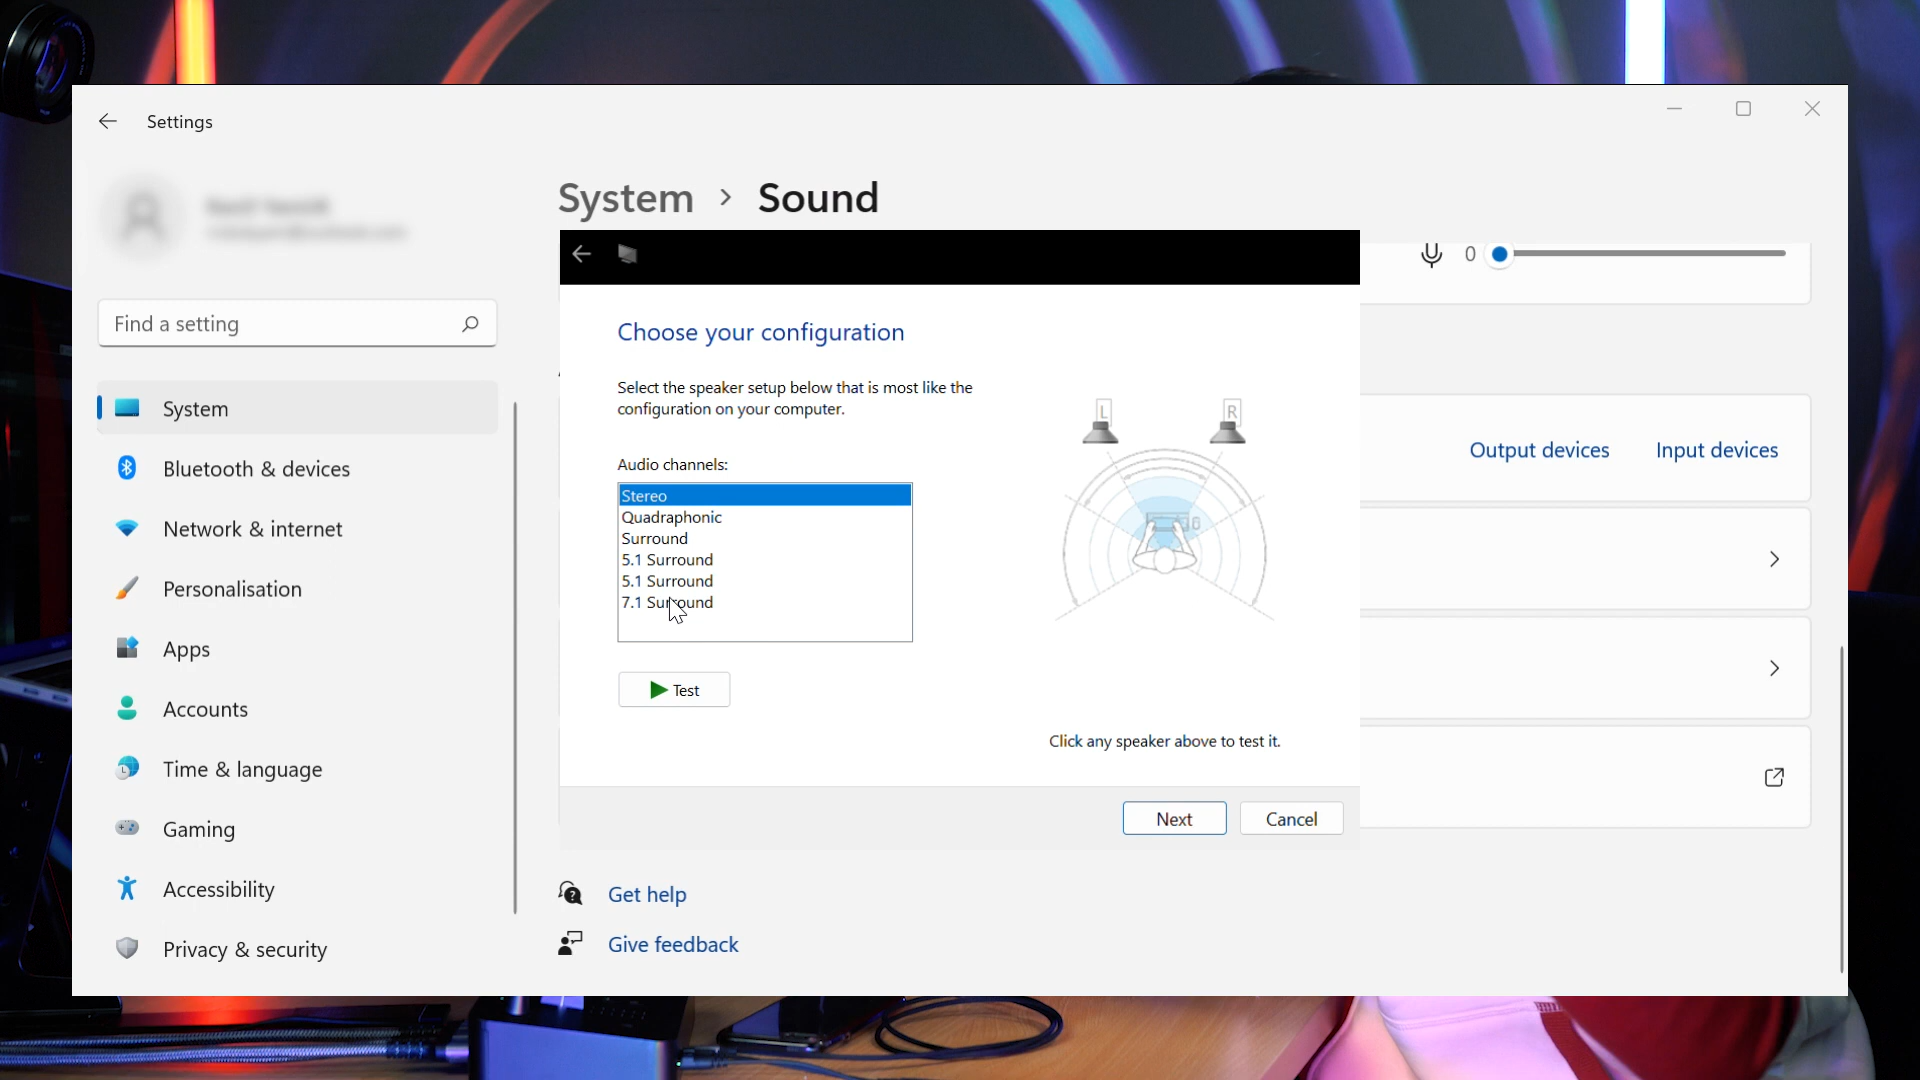 Settings
System > Sound
0
Find a setting
Choose your configuration
Select the speaker setup below that is most like the
configuration on your computer.
L
R
System
Bluetooth & devices
Network & internet
Personalisation
Apps
Accounts
Time & language
Gaming
Accessibility
Privacy & security
Audio channels:
Stereo
Quadraphonic
Surround
5.1 Surround
5.1 Surround
7.1 Surround
Test
Click any speaker above to test it.
Next
Cancel
Output devices
Input devices
Get help
Give feedback